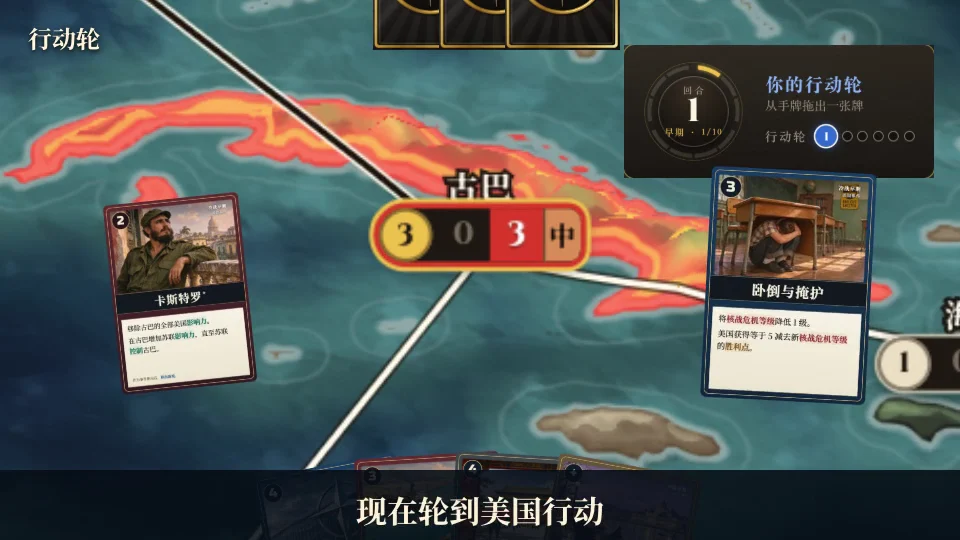 行动轮
回合
1
早期 · 1/10
你的行动轮
从手牌拖出一张牌
行动轮 1
古巴
3 0 3 中
2
卡斯特罗*
移除古巴的全部美国影响力。
在古巴增加苏联影响力,直至苏联
控制古巴。
3
卧倒与掩护
将核战危机等级降低 1 级。
美国获得等于 5 减去新核战危机等级
的胜利点。
海
1
4
3
4
现在轮到美国行动